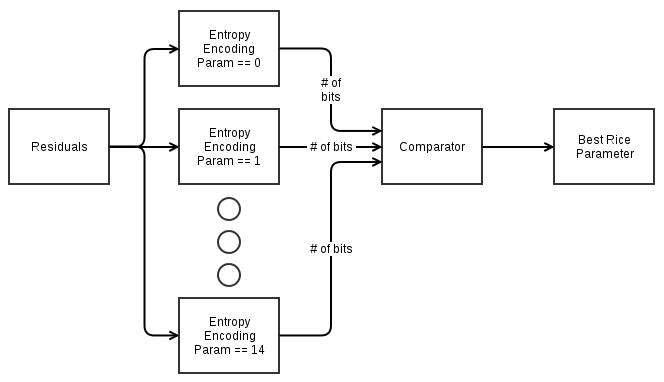 Entropy
Encoding
Param == 0
# of
bits
Residuals
Entropy
Encoding
Param == 1
# of bits
Comparator
Best Rice
Parameter
# of bits
Entropy
Encoding
Param == 14